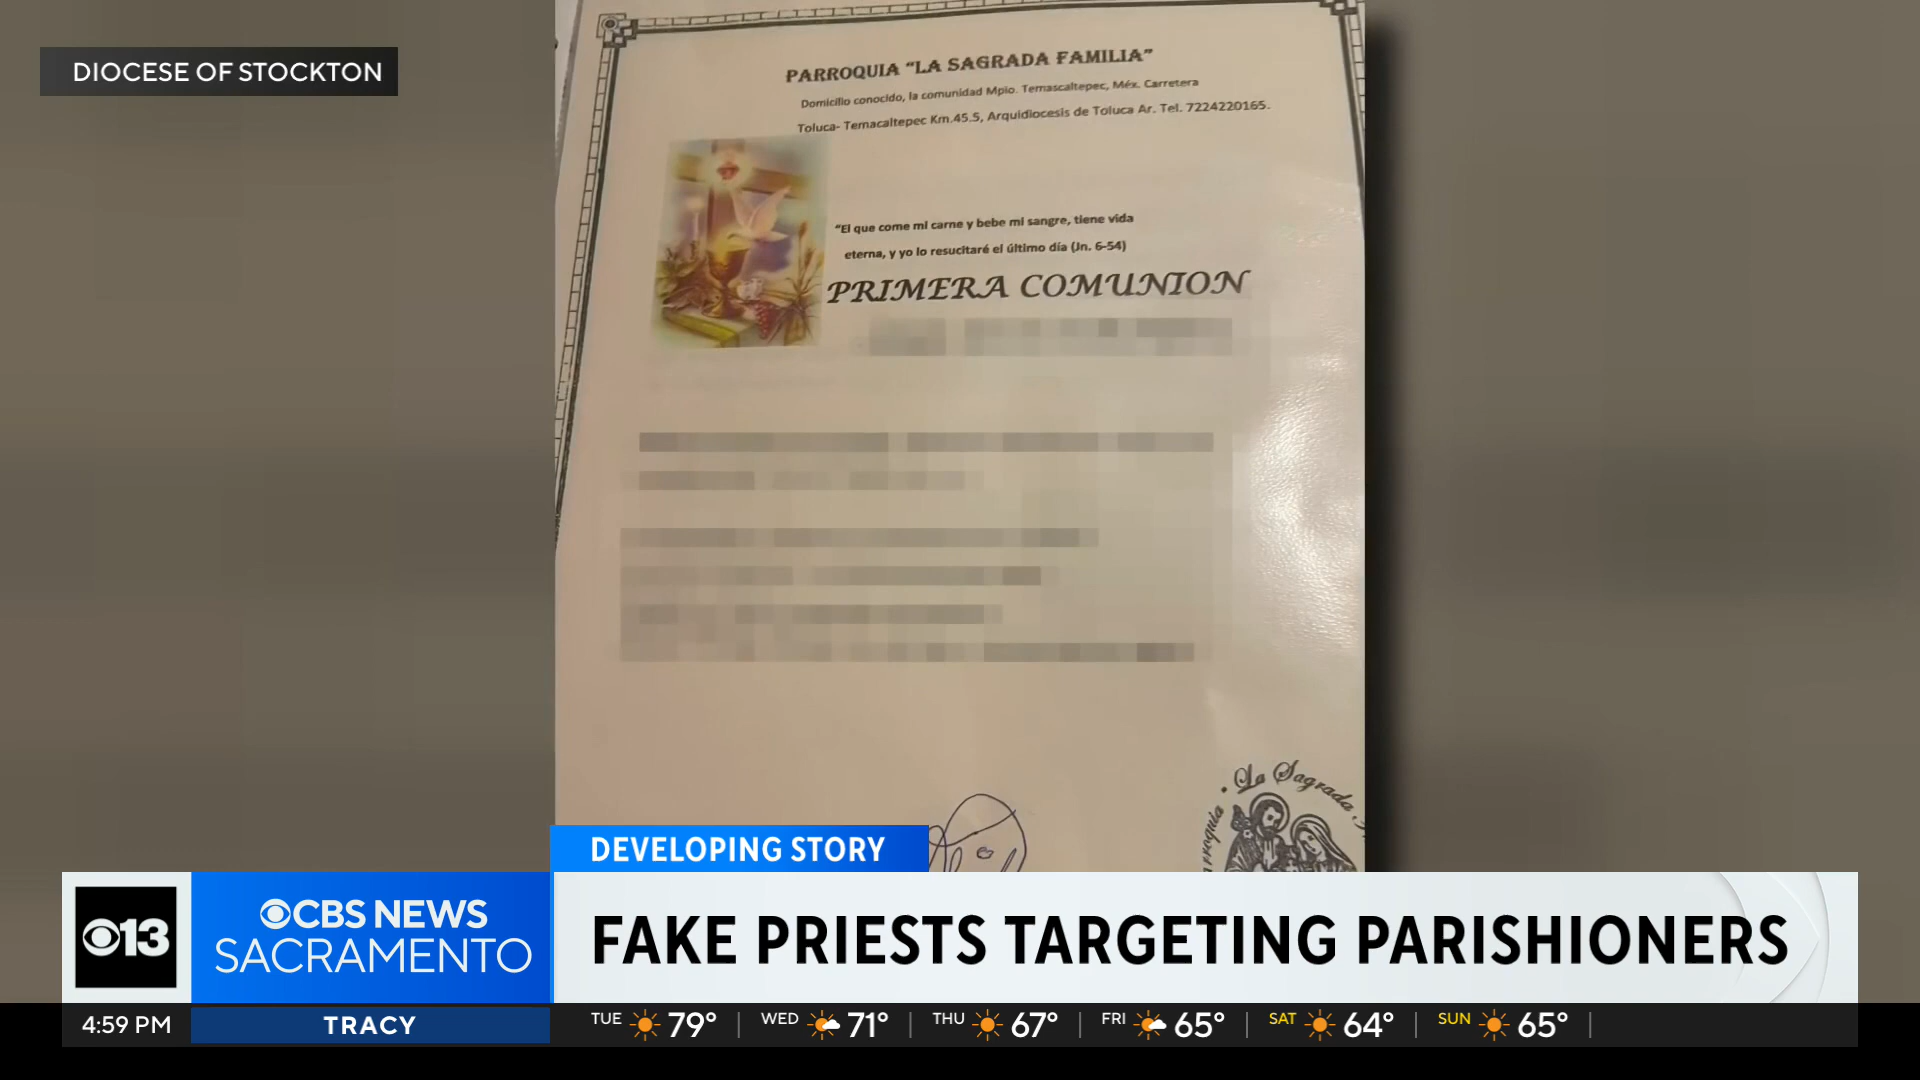 DIOCESE OF STOCKTON
PARROQUIA "LA SAGRADA FAMILIA"
Domicilio conocido, la comunidad Mpio. Temascaltepec, Méx. Carretera
Toluca- Temacaltepec Km.45.5, Arquidiocesis de Toluca Ar. Tel. 7224220165.
"El que come mi carne y bebe mi sangre, tiene vida
eterna, y yo lo resucitaré el último día (Jn. 6-54)
PRIMERA COMUNION
La Sagrada
DEVELOPING STORY
13
CBS NEWS
SACRAMENTO
FAKE PRIESTS TARGETING PARISHIONERS
4:59 PM
TRACY
TUE 79° | WED 71° | THU 67° | FRI 65° | SAT 64° | SUN 65° |